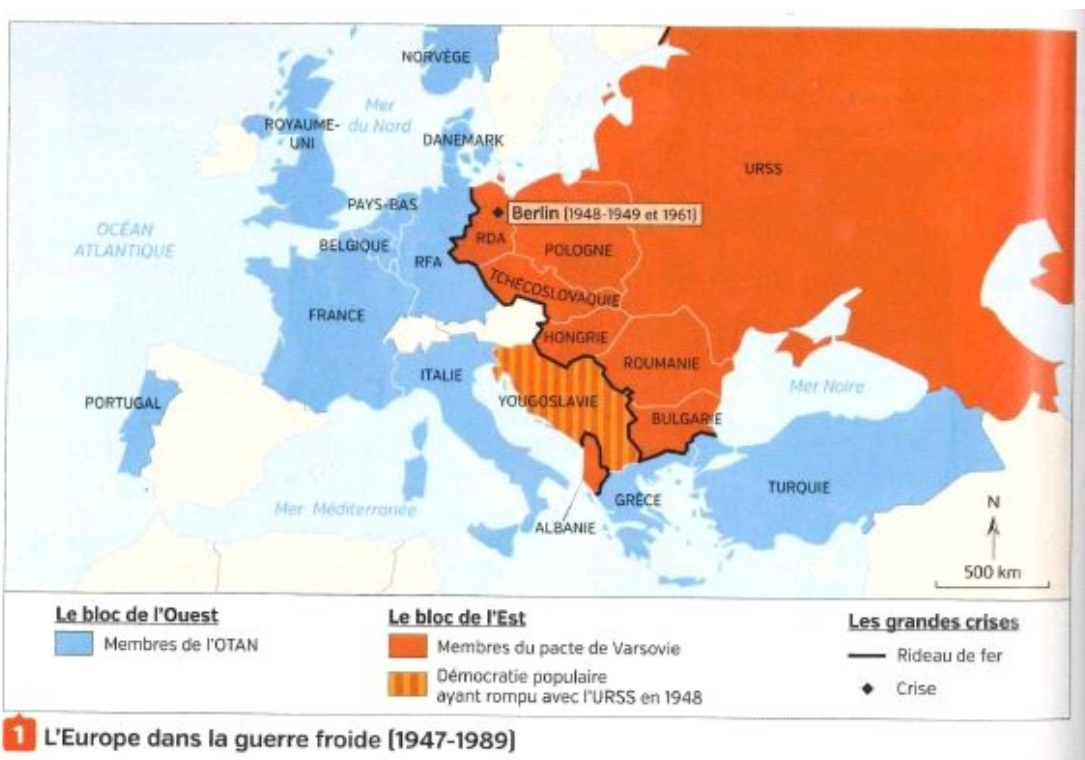 NORVÈGE
Mer
du Nord
ROYAUME-
UNI
DANEMARK
URSS
PAYS-BAS
Berlin (1948-1949 et 1961)
OCÉAN
ATLANTIQUE
BELGIQUE
RDA
POLOGNE
RFA
TCHÉCOSLOVAQUIE
FRANCE
HONGRIE
ROUMANIE
ITALIE
Mer Noire
PORTUGAL
YOUGOSLAVIE
BULGARIE
TURQUIE
GRÈCE
Mer Méditerranée
ALBANIE
N
500 km
Le bloc de l'Ouest
Membres de l'OTAN
Le bloc de l'Est
Membres du pacte de Varsovie
Démocratie populaire
ayant rompu avec l'URSS en 1948
Les grandes crises
Rideau de fer
Crise
1 L'Europe dans la guerre froide (1947-1989)